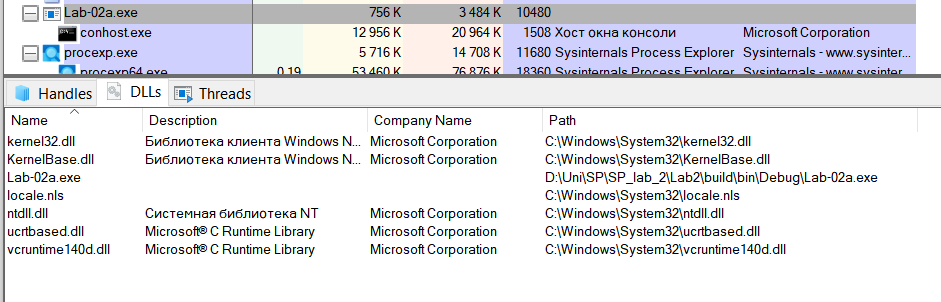 Lab-02a.exe 756 K 3 484 K 10480
conhost.exe 12 956 K 20 964 K 1508 Хост окна консоли Microsoft Corporation
procexp.exe 5 716 K 14 708 K 11680 Sysinternals Process Explorer Sysinternals - www.sysinter...
procexp64.exe 0.19 53 460 K 76 876 K 18360 Sysinternals Process Explorer Sysinternals - www.sysinter...
Handles DLLs Threads
Name Description Company Name Path
kernel32.dll Библиотека клиента Windows N... Microsoft Corporation C:\Windows\System32\kernel32.dll
KernelBase.dll Библиотека клиента Windows N... Microsoft Corporation C:\Windows\System32\KernelBase.dll
Lab-02a.exe D:\Uni\SP\SP_lab_2\Lab2\build\bin\Debug\Lab-02a.exe
locale.nls C:\Windows\System32\locale.nls
ntdll.dll Системная библиотека NT Microsoft Corporation C:\Windows\System32\ntdll.dll
ucrtbased.dll Microsoft® C Runtime Library Microsoft Corporation C:\Windows\System32\ucrtbased.dll
vcruntime140d.dll Microsoft® C Runtime Library Microsoft Corporation C:\Windows\System32\vcruntime140d.dll